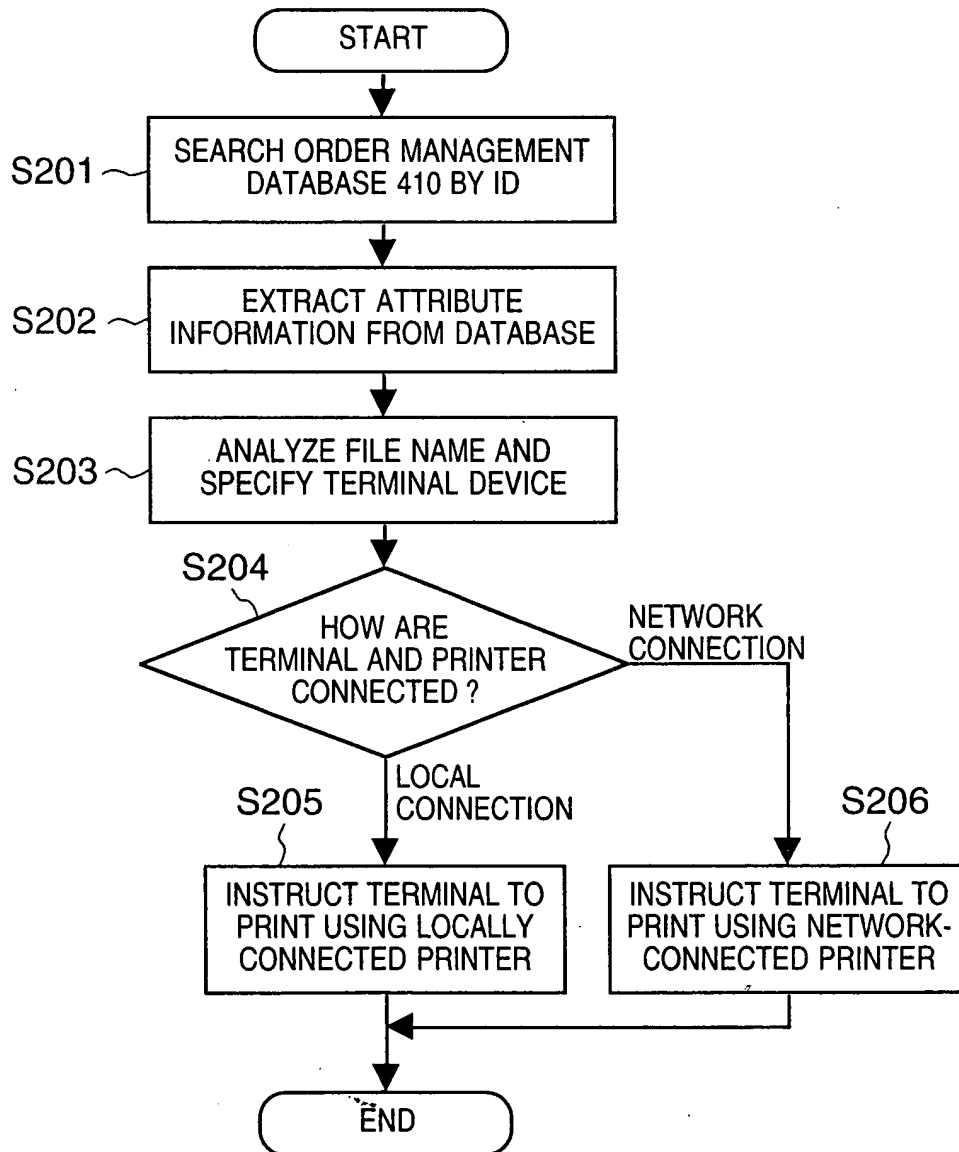 START
S201
SEARCH ORDER MANAGEMENT
DATABASE 410 BY ID
S202
EXTRACT ATTRIBUTE
INFORMATION FROM DATABASE
S203
ANALYZE FILE NAME AND
SPECIFY TERMINAL DEVICE
S204
HOW ARE
TERMINAL AND PRINTER
CONNECTED ?
NETWORK
CONNECTION
LOCAL
CONNECTION
S205
INSTRUCT TERMINAL TO
PRINT USING LOCALLY
CONNECTED PRINTER
S206
INSTRUCT TERMINAL TO
PRINT USING NETWORK-
CONNECTED PRINTER
END